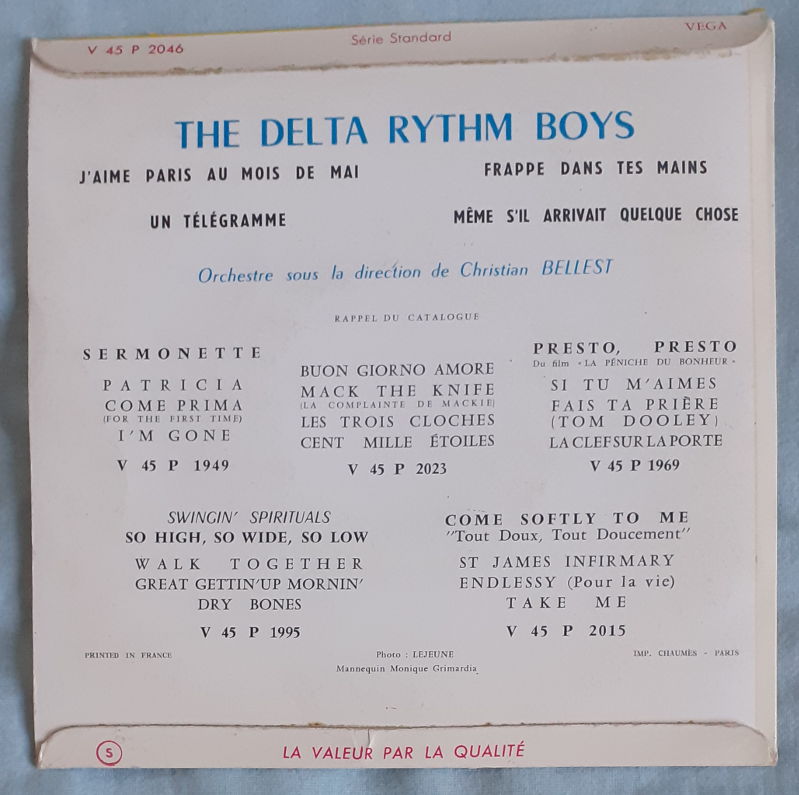 V 45 P 2046
Série Standard
VEGA
THE DELTA RYTHM BOYS
J'AIME PARIS AU MOIS DE MAI
FRAPPE DANS TES MAINS
UN TÉLÉGRAMME
MÊME S'IL ARRIVAIT QUELQUE CHOSE
Orchestre sous la direction de Christian BELLEST
RAPPEL DU CATALOGUE
SERMONETTE
PATRICIA
COME PRIMA
(FOR THE FIRST TIME)
I'M GONE
V 45 P 1949
BUON GIORNO AMORE
MACK THE KNIFE
(LA COMPLAINTE DE MACKIE)
LES TROIS CLOCHES
CENT MILLE ÉTOILES
V 45 P 2023
PRESTO, PRESTO
Du film « LA PÉNICHE DU BONHEUR »
SI TU M'AIMES
FAIS TA PRIÈRE
(TOM DOOLEY)
LA CLEF SUR LA PORTE
V 45 P 1969
SWINGIN' SPIRITUALS
SO HIGH, SO WIDE, SO LOW
WALK TOGETHER
GREAT GETTIN'UP MORNIN'
DRY BONES
V 45 P 1995
COME SOFTLY TO ME
"Tout Doux, Tout Doucement"
ST JAMES INFIRMARY
ENDLESSY (Pour la vie)
TAKE ME
V 45 P 2015
PRINTED IN FRANCE
Photo : LEJEUNE
Mannequin Monique Grimardia
IMP. CHAUMÈS - PARIS
S
LA VALEUR PAR LA QUALITÉ